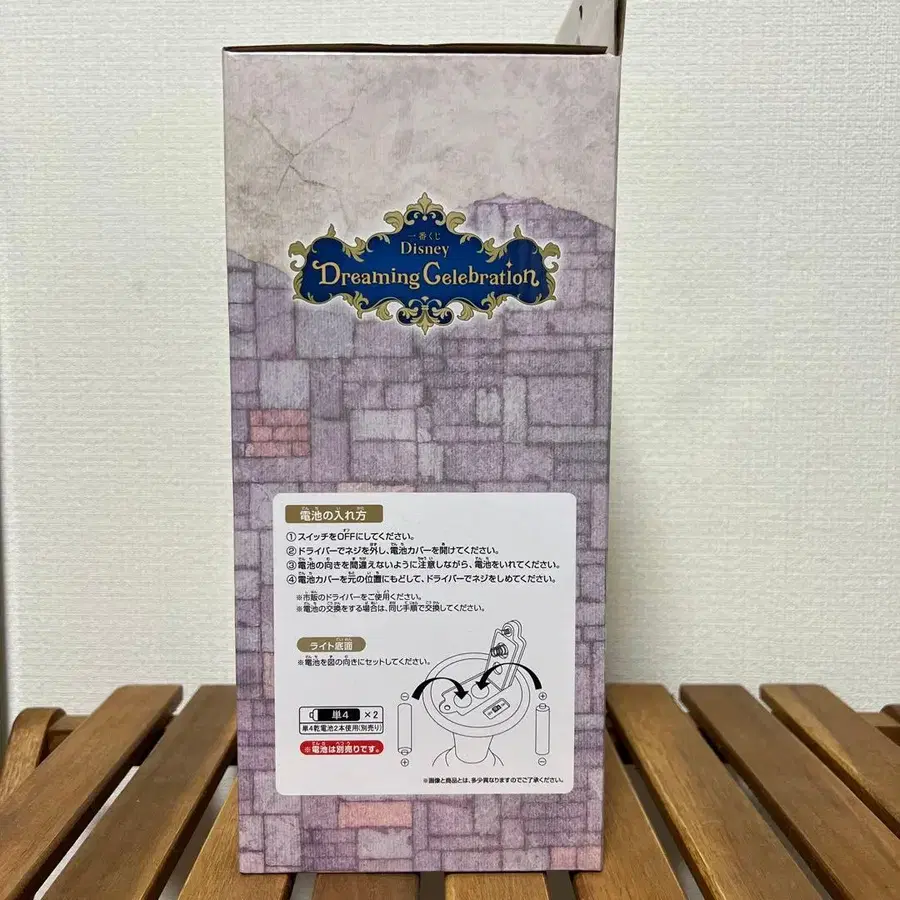 一番くじ
Disney
Dreaming Celebration
電池の入れ方
①スイッチをOFFにしてください。
②ドライバーでネジを外し、電池カバーを開けてください。
③電池の向きを間違えないように注意しながら、電池をいれてください。
④電池カバーを元の位置にもどして、ドライバーでネジをしめてください。
※市販のドライバーをご使用ください。
※電池の交換をする場合は、同じ手順で交換してください。
ライト底面
※電池を図の向きにセットしてください。
単4 ×2
単4乾電池2本使用(別売り)
※電池は別売りです。
※画像と商品とは、多少異なりますのでご了承ください。